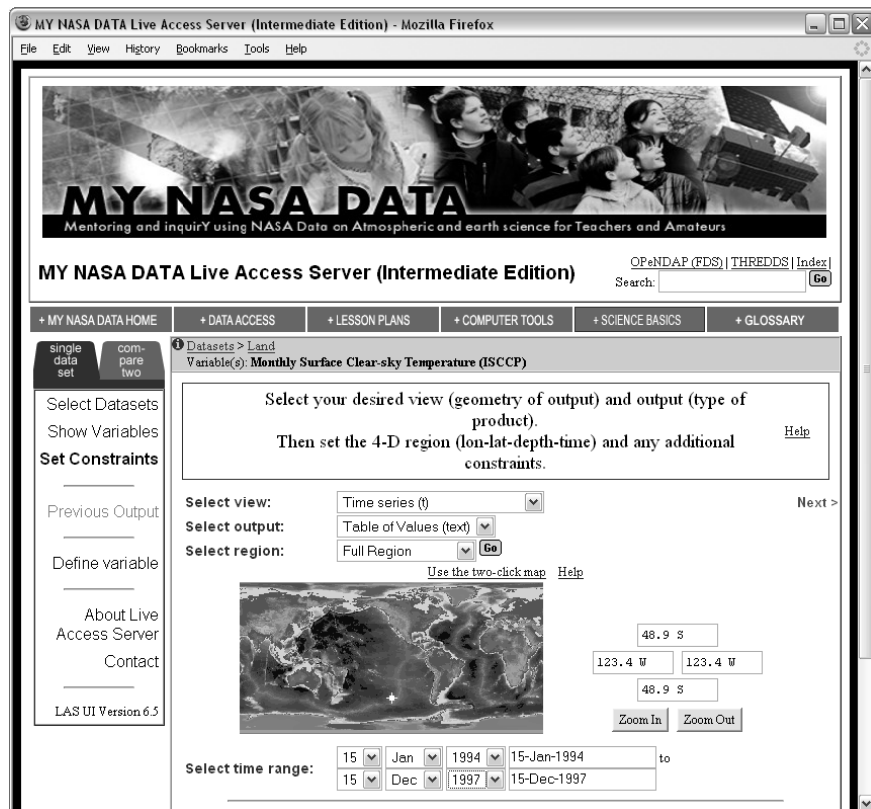 MY NASA DATA Live Access Server (Intermediate Edition) - Mozilla Firefox
File Edit View History Bookmarks Tools Help
MY NASA DATA
Mentoring and inquirY using NASA Data on Atmospheric and earth science for Teachers and Amateurs
MY NASA DATA Live Access Server (Intermediate Edition)
OPeNDAP (FDS) | THREDDS | Index |
Search: Go
+ MY NASA DATA HOME + DATA ACCESS + LESSON PLANS + COMPUTER TOOLS + SCIENCE BASICS + GLOSSARY
single data set
com-pare two
Datasets > Land
Variable(s): Monthly Surface Clear-sky Temperature (ISCCP)
Select Datasets
Show Variables
Set Constraints
Previous Output
Define variable
About Live
Access Server
Contact
LAS UI Version 6.5
Select your desired view (geometry of output) and output (type of
product).
Then set the 4-D region (lon-lat-depth-time) and any additional
constraints.
Help
Select view: Time series (t)
Next >
Select output: Table of Values (text)
Select region: Full Region Go
Use the two-click map Help
48.9 S
123.4 W 123.4 W
48.9 S
Zoom In Zoom Out
Select time range:
15 Jan 1994 15-Jan-1994 to
15 Dec 1997 15-Dec-1997